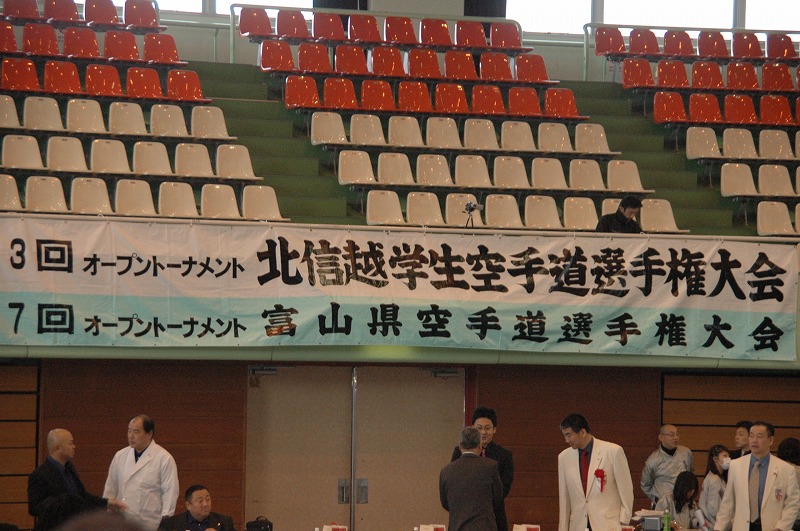 3回 オープントーナメント 北信越学生空手道選手権大会
7回 オープントーナメント 富山県空手道選手権大会